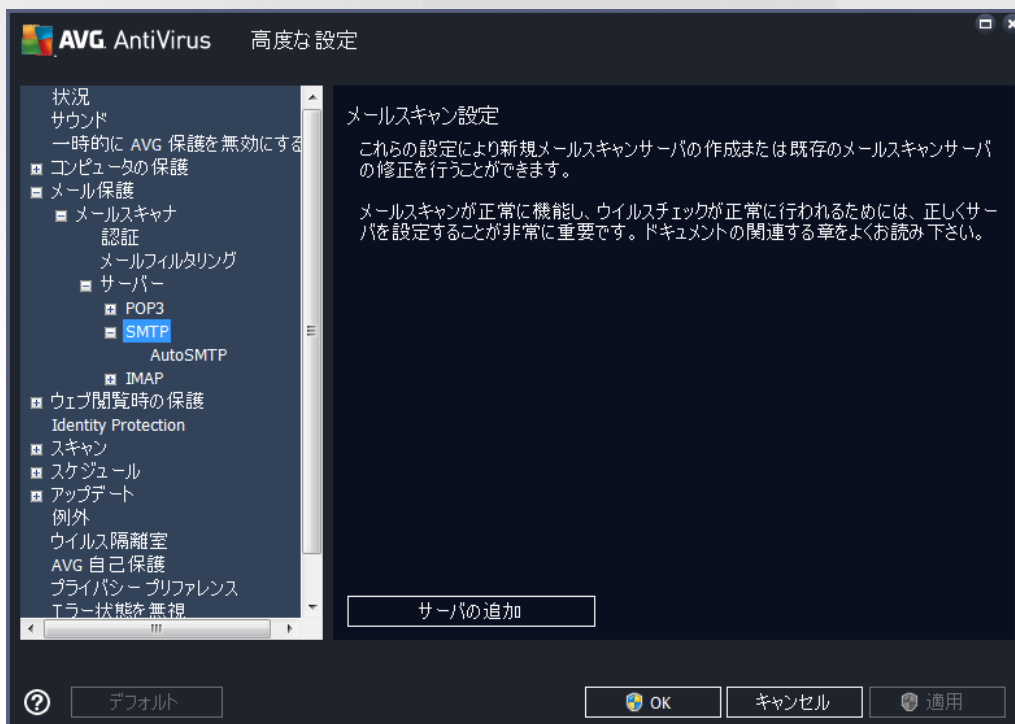 AVG AntiVirus 高度な設定
状況
サウンド
一時的に AVG 保護を無効にする
コンピュータの保護
メール保護
メールスキャナ
認証
メールフィルタリング
サーバー
POP3
SMTP
AutoSMTP
IMAP
ウェブ閲覧時の保護
Identity Protection
スキャン
スケジュール
アップデート
例外
ウイルス隔離室
AVG 自己保護
プライバシー プリファレンス
エラー状態を無視
メールスキャン設定
これらの設定により新規メールスキャンサーバの作成または既存のメールスキャンサーバ
の修正を行うことができます。
メールスキャンが正常に機能し、ウイルスチェックが正常に行われるためには、正しくサー
バを設定することが非常に重要です。ドキュメントの関連する章をよくお読み下さい。
サーバの追加
デフォルト
OK
キャンセル
適用